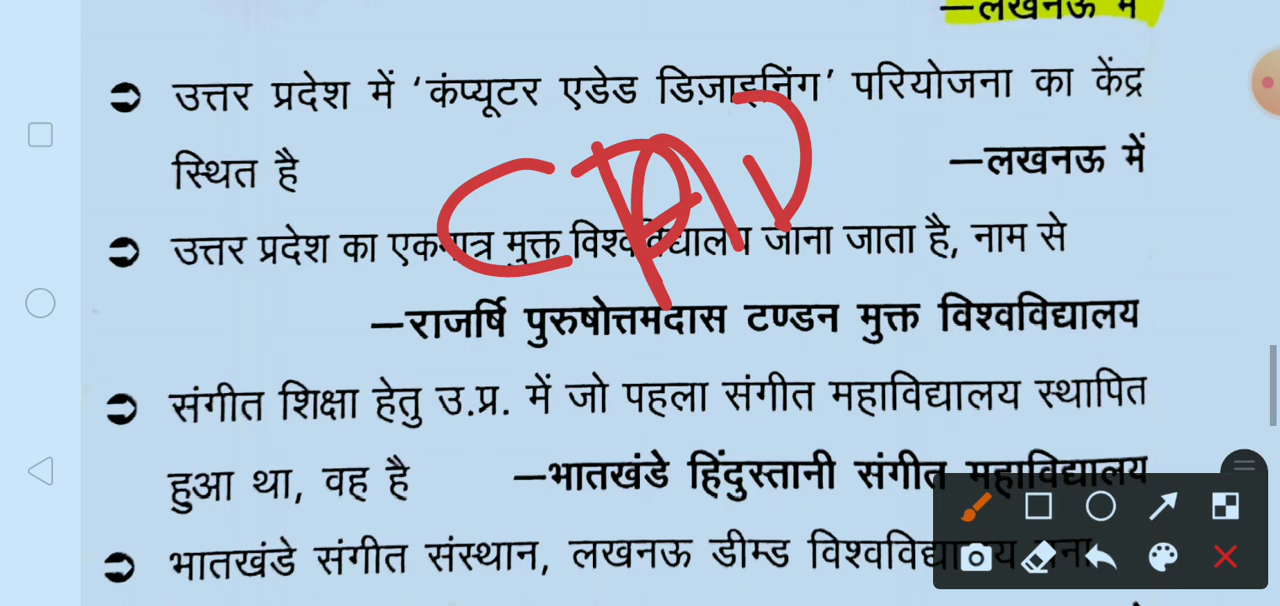 —लखनऊ में
उत्तर प्रदेश में ‘कंप्यूटर एडेड डिज़ाइनिंग’ परियोजना का केंद्र
स्थित है —लखनऊ में
उत्तर प्रदेश का एकमात्र मुक्त विश्वविद्यालय जाना जाता है, नाम से
—राजर्षि पुरुषोत्तमदास टण्डन मुक्त विश्वविद्यालय
संगीत शिक्षा हेतु उ.प्र. में जो पहला संगीत महाविद्यालय स्थापित
हुआ था, वह है —भातखंडे हिंदुस्तानी संगीत महाविद्यालय
भातखंडे संगीत संस्थान, लखनऊ डीम्ड विश्वविद्यालय बना